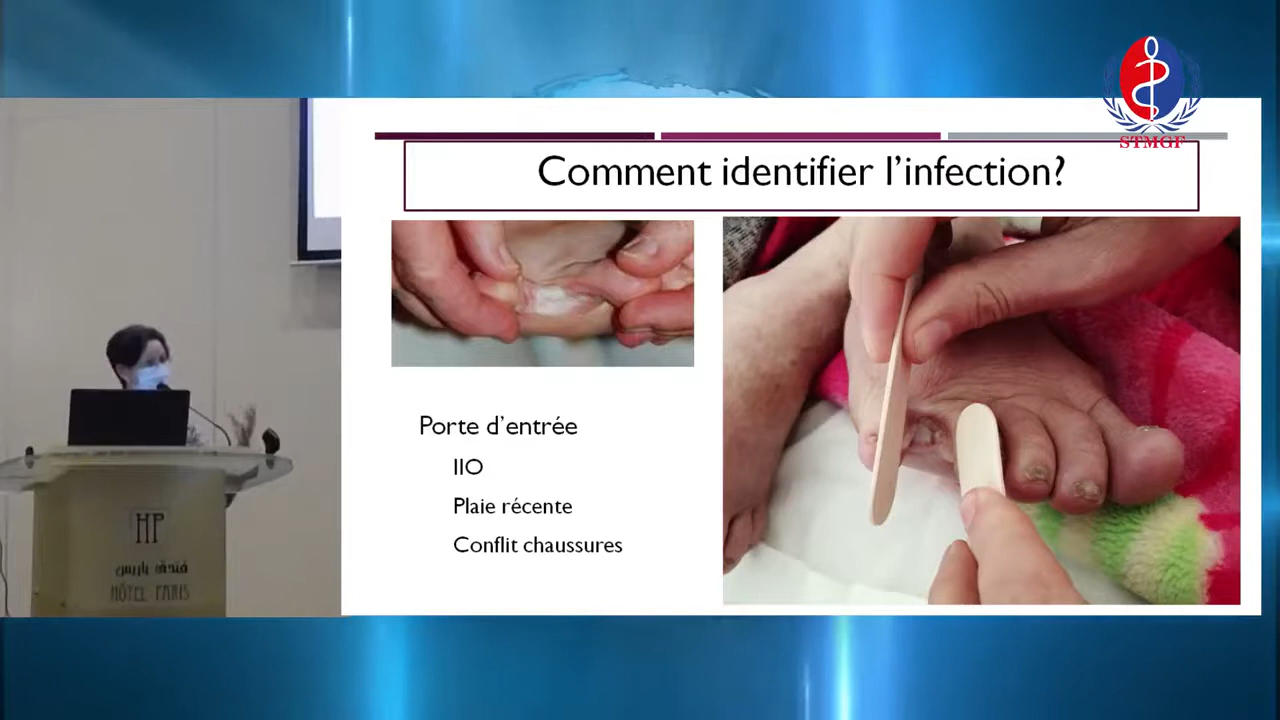 STMGF
Comment identifier l'infection?
Porte d'entrée
IIO
Plaie récente
Conflit chaussures
HP
فندق باريس
HÔTEL PARIS